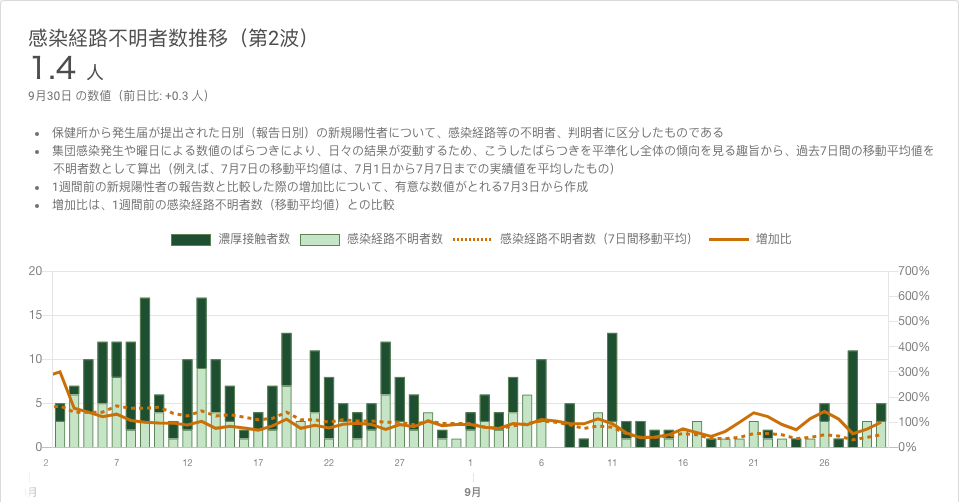 感染経路不明者数推移（第2波）
1.4 人
9月30日 の数値（前日比: +0.3 人）
• 保健所から発生届が提出された日別（報告日別）の新規陽性者について、感染経路等の不明者、判明者に区分したものである
• 集団感染発生や曜日による数値のばらつきにより、日々の結果が変動するため、こうしたばらつきを平準化し全体の傾向を見る趣旨から、過去7日間の移動平均値を
不明者数として算出（例えば、7月7日の移動平均値は、7月1日から7月7日までの実績値を平均したもの）
• 1週間前の新規陽性者の報告数と比較した際の増加比について、有意な数値がとれる7月3日から作成
• 増加比は、1週間前の感染経路不明者数（移動平均値）との比較
濃厚接触者数 感染経路不明者数 感染経路不明者数（7日間移動平均） 増加比
20 700%
600%
15 500%
400%
10 300%
5 200%
100%
0 0%
2 7 12 17 22 27 1 6 11 16 21 26
月 9月